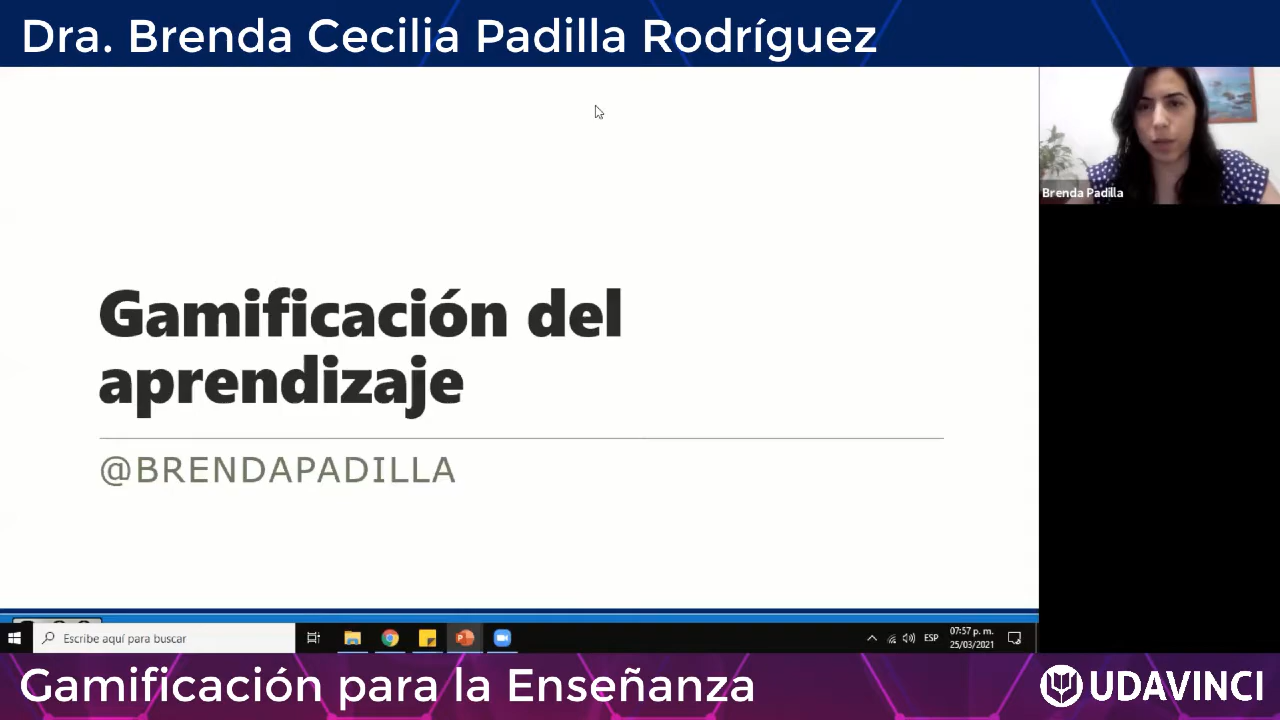 Dra. Brenda Cecilia Padilla Rodríguez
Brenda Padilla
Gamificación del
aprendizaje
@BRENDAPADILLA
Escribe aquí para buscar
ESP
07:57 p. m.
25/03/2021
Gamificación para la Enseñanza
UDAVINCI